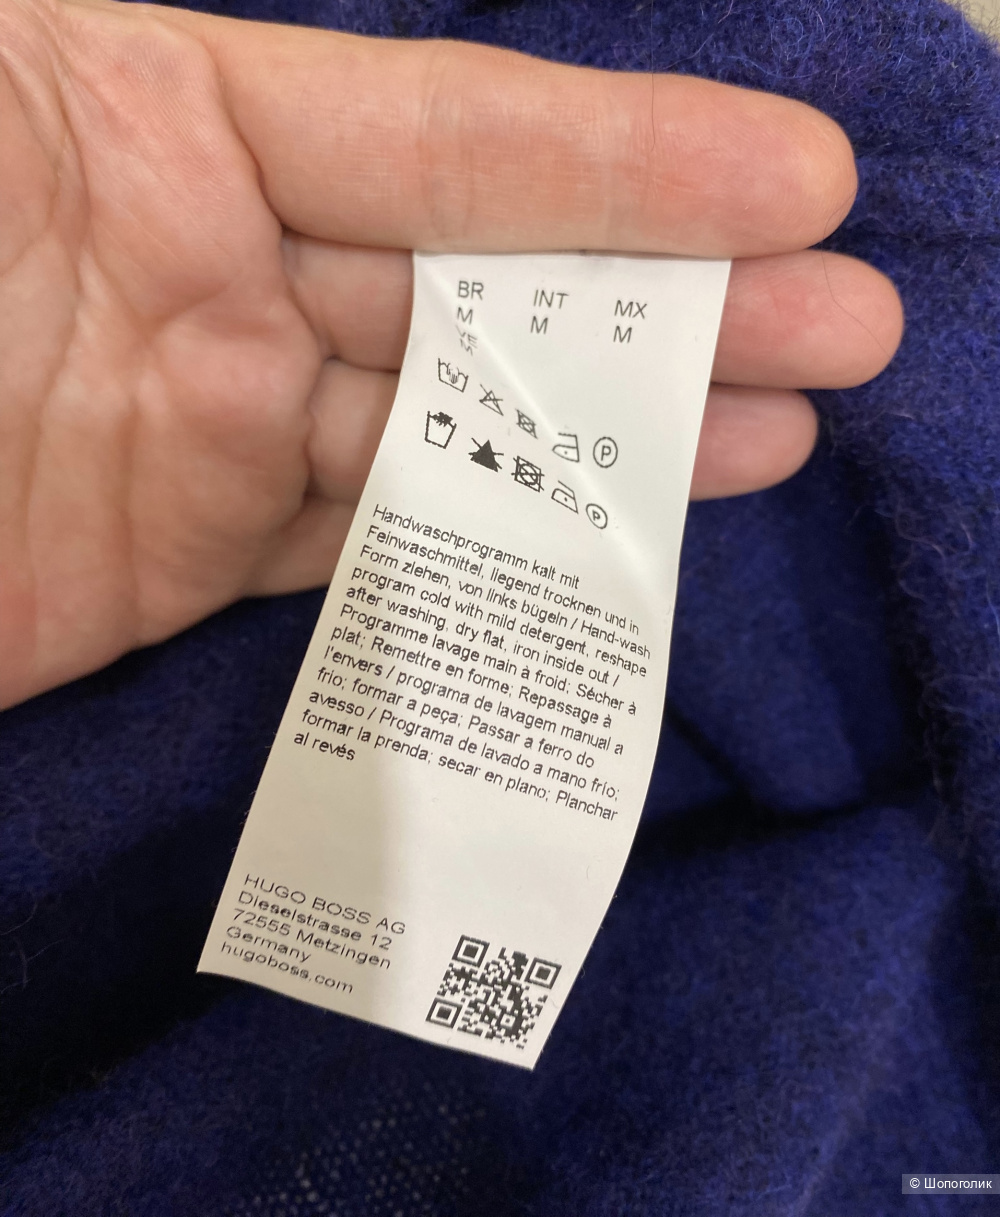 BR INT MX
M M M
P
P
Handwaschprogramm kalt mit
Feinwaschmittel, liegend trocknen und in
Form ziehen, von links bügeln / Hand-wash
program cold with mild detergent, reshape
after washing, dry flat, iron inside out /
Programme lavage main à froid; Sécher à
plat; Remettre en forme; Repassage à
l'envers / programa de lavagem manual a
frio; formar a peça; Passar a ferro do
avesso / Programa de lavado a mano frío;
formar la prenda; secar en plano; Planchar
al revés
HUGO BOSS AG
Dieselstrasse 12
72555 Metzingen
Germany
hugoboss.com
© Шопоголик